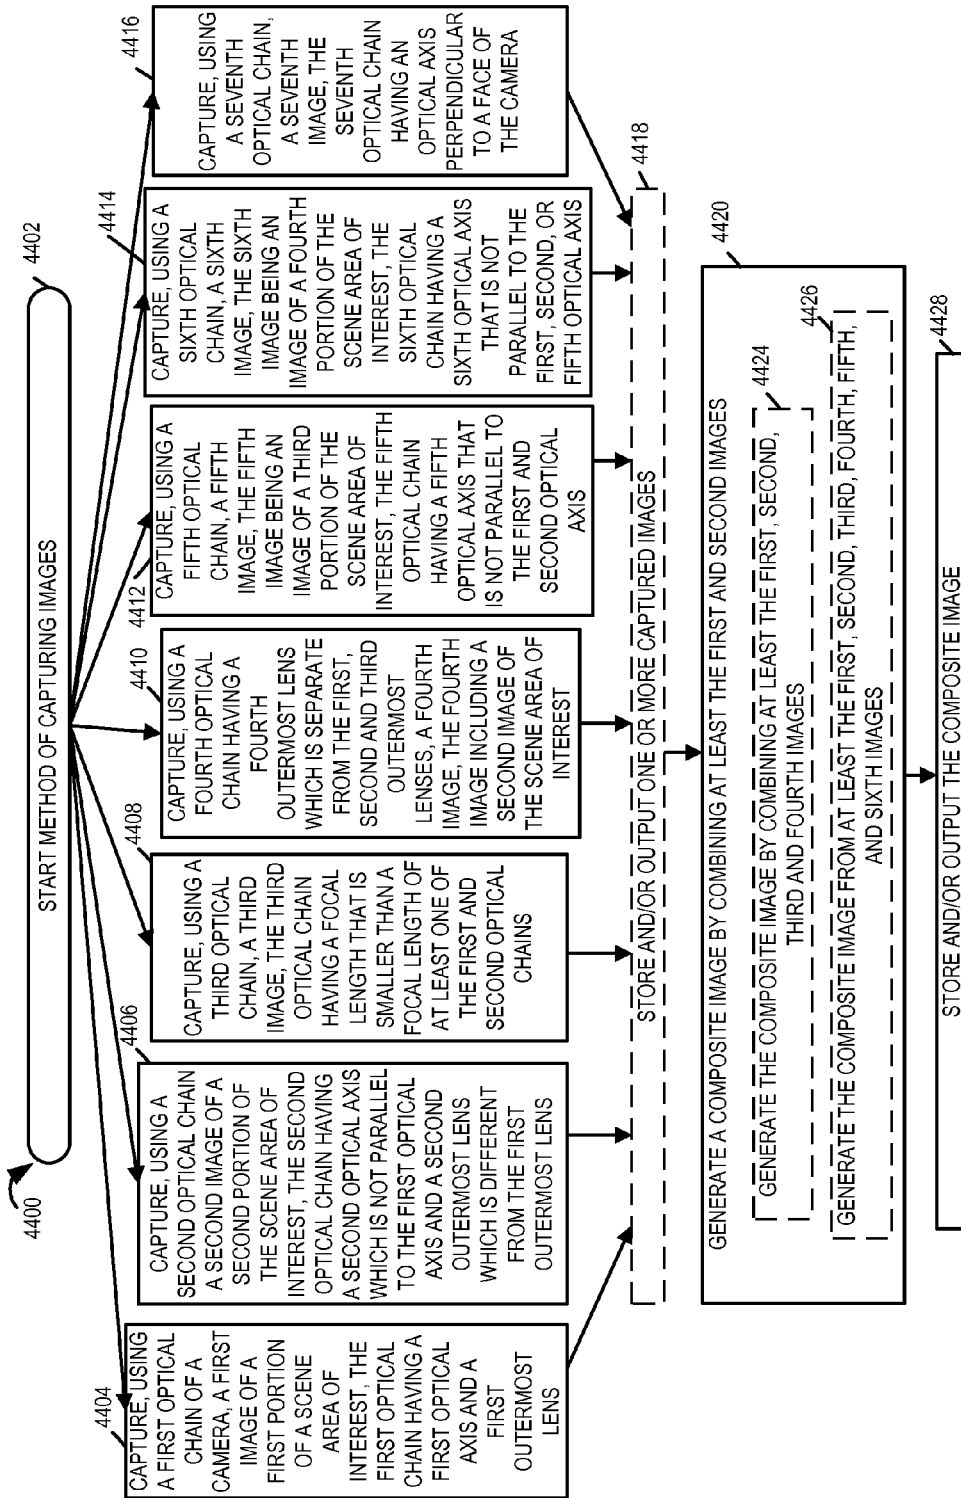 4400
START METHOD OF CAPTURING IMAGES
4402
4404
CAPTURE, USING
A FIRST OPTICAL
CHAIN OF A
CAMERA, A FIRST
IMAGE OF A
FIRST PORTION
OF A SCENE
AREA OF
INTEREST, THE
FIRST OPTICAL
CHAIN HAVING A
FIRST OPTICAL
AXIS AND A
FIRST
OUTERMOST
LENS
4406
CAPTURE, USING A
SECOND OPTICAL CHAIN
A SECOND IMAGE OF A
SECOND PORTION OF
THE SCENE AREA OF
INTEREST, THE SECOND
OPTICAL CHAIN HAVING
A SECOND OPTICAL AXIS
WHICH IS NOT PARALLEL
TO THE FIRST OPTICAL
AXIS AND A SECOND
OUTERMOST LENS
WHICH IS DIFFERENT
FROM THE FIRST
OUTERMOST LENS
4408
CAPTURE, USING A
THIRD OPTICAL
CHAIN, A THIRD
IMAGE, THE THIRD
OPTICAL CHAIN
HAVING A FOCAL
LENGTH THAT IS
SMALLER THAN A
FOCAL LENGTH OF
AT LEAST ONE OF
THE FIRST AND
SECOND OPTICAL
CHAINS
4410
CAPTURE, USING A
FOURTH OPTICAL
CHAIN HAVING A
FOURTH
OUTERMOST LENS
WHICH IS SEPARATE
FROM THE FIRST,
SECOND AND THIRD
OUTERMOST
LENSES, A FOURTH
IMAGE, THE FOURTH
IMAGE INCLUDING A
SECOND IMAGE OF
THE SCENE AREA OF
INTEREST
4412
CAPTURE, USING A
FIFTH OPTICAL
CHAIN, A FIFTH
IMAGE, THE FIFTH
IMAGE BEING AN
IMAGE OF A THIRD
PORTION OF THE
SCENE AREA OF
INTEREST, THE FIFTH
OPTICAL CHAIN
HAVING A FIFTH
OPTICAL AXIS THAT
IS NOT PARALLEL TO
THE FIRST AND
SECOND OPTICAL
AXIS
4414
CAPTURE, USING A
SIXTH OPTICAL
CHAIN, A SIXTH
IMAGE, THE SIXTH
IMAGE BEING AN
IMAGE OF A FOURTH
PORTION OF THE
SCENE AREA OF
INTEREST, THE
SIXTH OPTICAL
CHAIN HAVING A
SIXTH OPTICAL AXIS
THAT IS NOT
PARALLEL TO THE
FIRST, SECOND, OR
FIFTH OPTICAL AXIS
4416
CAPTURE, USING
A SEVENTH
OPTICAL CHAIN,
A SEVENTH
IMAGE, THE
SEVENTH
OPTICAL CHAIN
HAVING AN
OPTICAL AXIS
PERPENDICULAR
TO A FACE OF
THE CAMERA
4418
STORE AND/OR OUTPUT ONE OR MORE CAPTURED IMAGES
4420
GENERATE A COMPOSITE IMAGE BY COMBINING AT LEAST THE FIRST AND SECOND IMAGES
4424
GENERATE THE COMPOSITE IMAGE BY COMBINING AT LEAST THE FIRST, SECOND,
THIRD AND FOURTH IMAGES
4426
GENERATE THE COMPOSITE IMAGE FROM AT LEAST THE FIRST, SECOND, THIRD, FOURTH, FIFTH,
AND SIXTH IMAGES
4428
STORE AND/OR OUTPUT THE COMPOSITE IMAGE